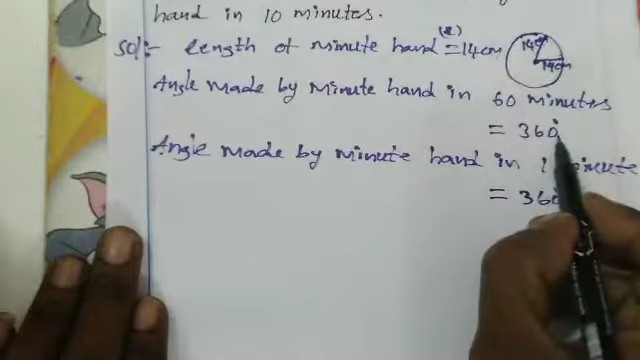 hand in 10 minutes.
Sol:- Length of minute hand (r) = 14cm
14cm
14cm
Angle made by minute hand in 60 minutes
= 360°
Angle made by minute hand in 1 minute
= 360